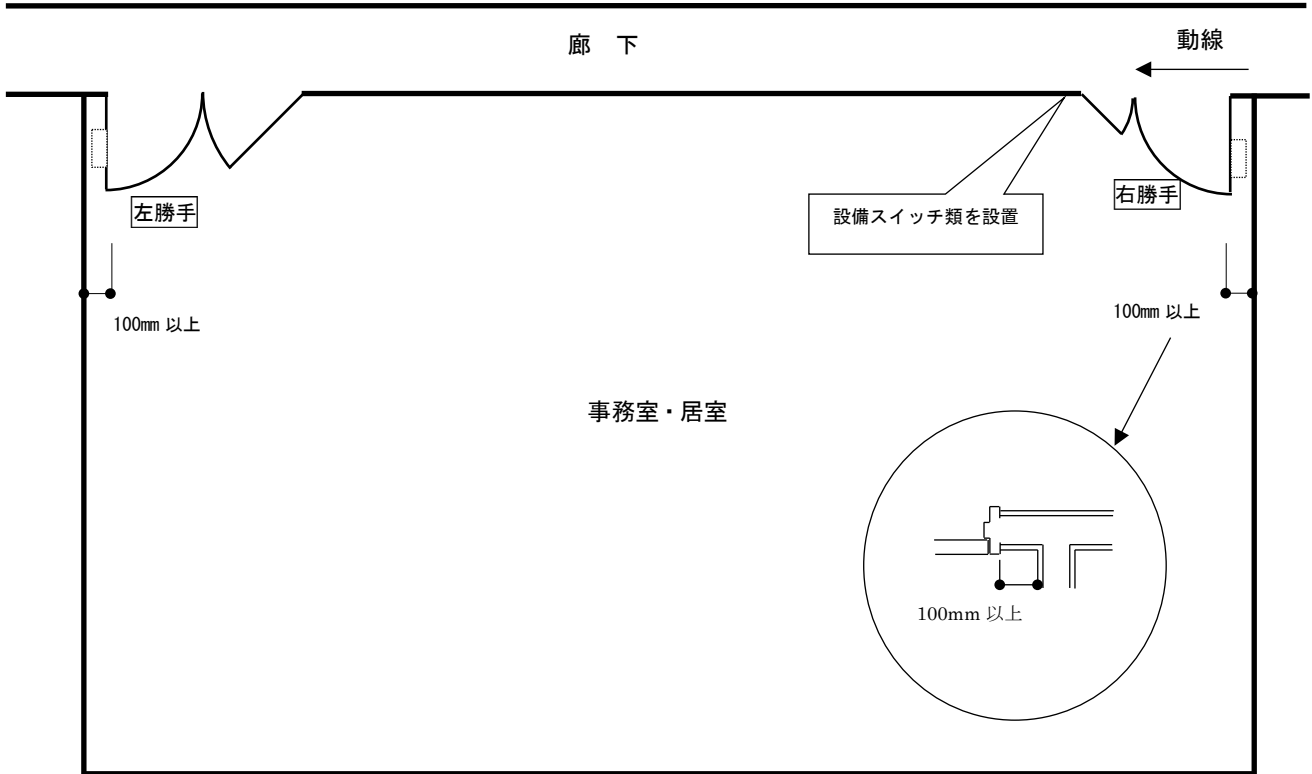 廊　下
動線
左勝手
設備スイッチ類を設置
右勝手
100㎜ 以上
100㎜ 以上
事務室・居室
100mm 以上